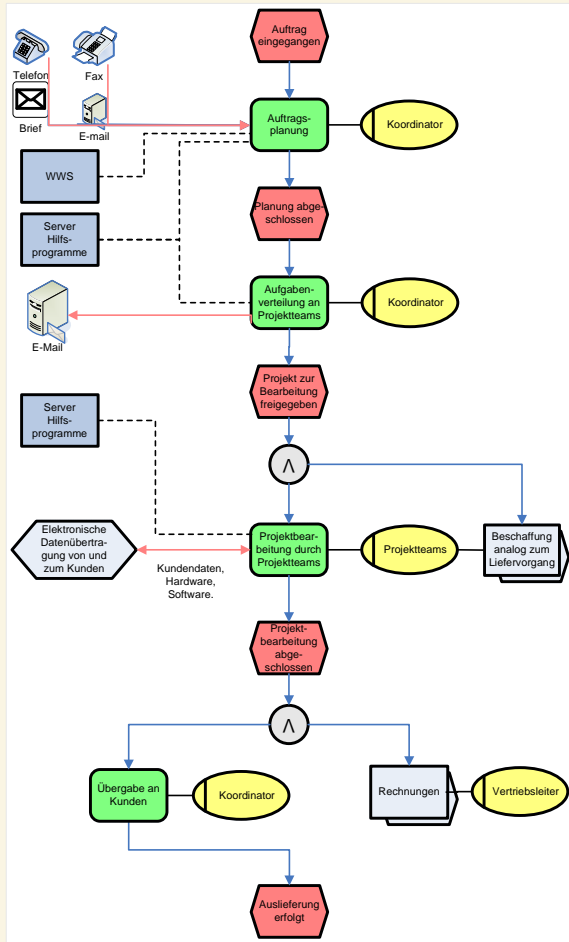 Auftrag
eingegangen
Telefon
Fax
Brief
E-mail
Auftrags-
planung
Koordinator
WWS
Planung abge-
schlossen
Server
Hilfs-
programme
Aufgaben-
verteilung an
Projektteams
Koordinator
E-Mail
Projekt zur
Bearbeitung
freigegeben
Server
Hilfs-
programme
Λ
Elektronische
Datenübertra-
gung von und
zum Kunden
Kundendaten,
Hardware,
Software.
Projektbear-
beitung durch
Projektteams
Projektteams
Beschaffung
analog zum
Liefervorgang
Projekt-
bearbeitung
abge-
schlossen
Λ
Übergabe an
Kunden
Koordinator
Rechnungen
Vertriebsleiter
Auslieferung
erfolgt